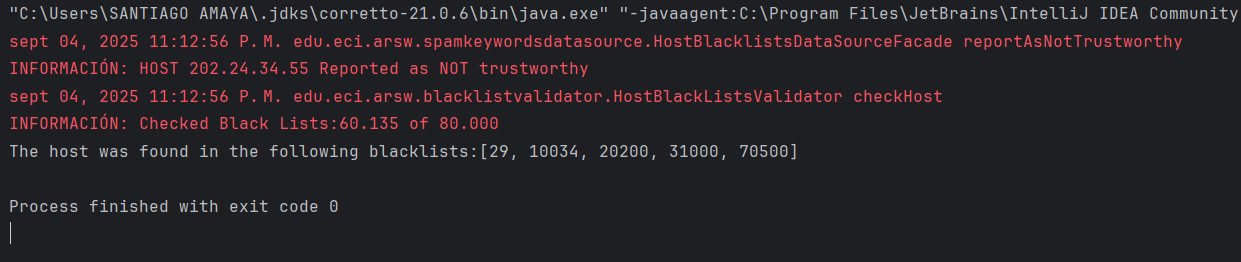 "C:\Users\SANTIAGO AMAYA\.jdks\corretto-21.0.6\bin\java.exe" "-javaagent:C:\Program Files\JetBrains\IntelliJ IDEA Community
sept 04, 2025 11:12:56 P.M. edu.eci.arsw.spamkeywordsdatasource.HostBlacklistsDataSourceFacade reportAsNotTrustworthy
INFORMACIÓN: HOST 202.24.34.55 Reported as NOT trustworthy
sept 04, 2025 11:12:56 P.M. edu.eci.arsw.blacklistvalidator.HostBlackListsValidator checkHost
INFORMACIÓN: Checked Black Lists:60.135 of 80.000
The host was found in the following blacklists:[29, 10034, 20200, 31000, 70500]
Process finished with exit code 0